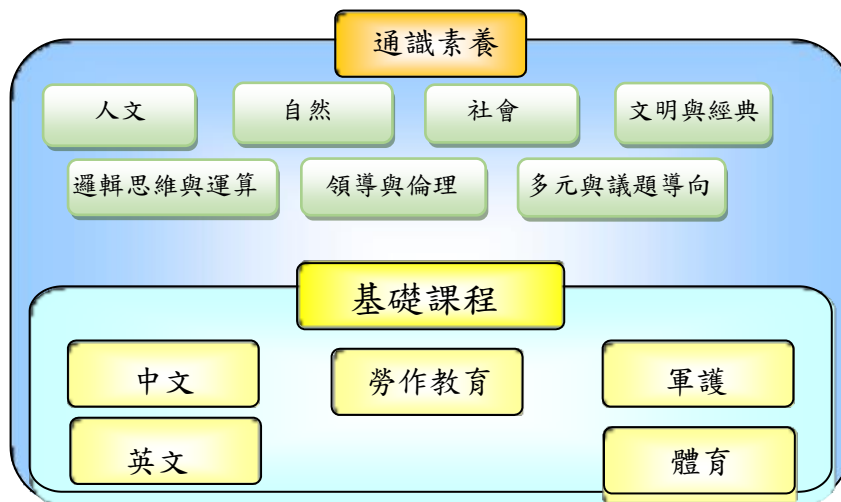 通識素養
人文
自然
社會
文明與經典
邏輯思維與運算
領導與倫理
多元與議題導向
基礎課程
中文
勞作教育
軍護
英文
體育